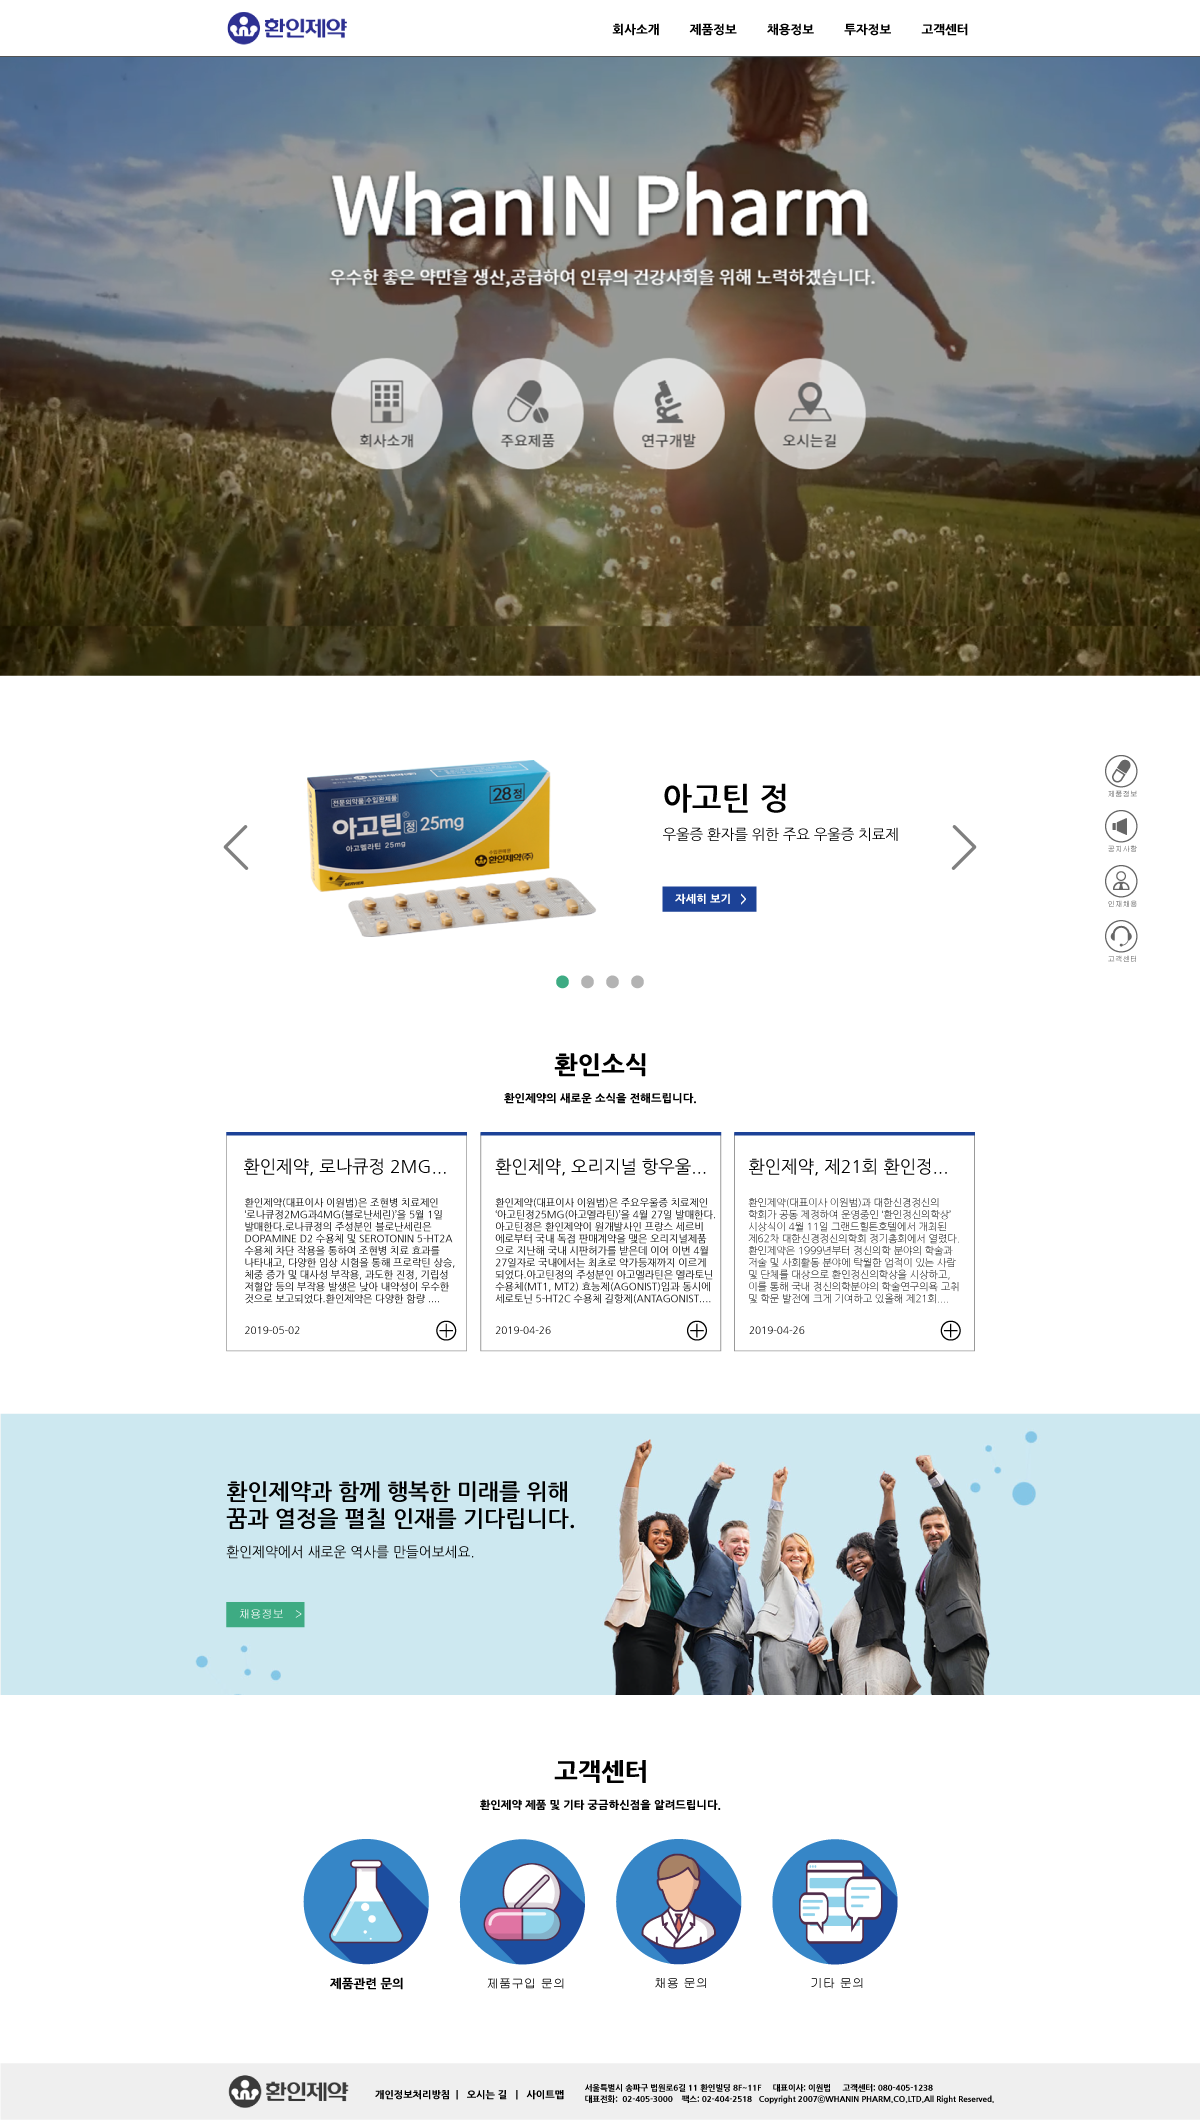 환인제약
회사소개 제품정보 채용정보 투자정보 고객센터
WhanIN Pharm
우수한 좋은 약만을 생산,공급하여 인류의 건강사회을 위해 노력하겠습니다.
회사소개 주요제품 연구개발 오시는길
전문의약품 수입완제품
28정
아고틴 정 25mg
아고멜라틴 25mg
환인제약(주)
아고틴 정
우울증 환자를 위한 주요 우울증 치료제
자세히 보기 >
제품정보
공지사항
인재채용
고객센터
환인소식
환인제약의 새로운 소식을 전해드립니다.
환인제약, 로나큐정 2MG...
환인제약(대표이사 이원범)은 조현병 치료제인
'로나큐정2MG과4MG(블로난세린)'을 5월 1일
발매한다.로나큐정의 주성분인 블로난세린은
DOPAMINE D2 수용체 및 SEROTONIN 5-HT2A
수용체 차단 작용을 통하여 조현병 치료 효과를
나타내고, 다양한 임상 시험을 통해 프로락틴 상승,
체중 증가 및 대사성 부작용, 과도한 진정, 기립성
저혈압 등의 부작용 발생은 낮아 내약성이 우수한
것으로 보고되었다.환인제약은 다양한 함량 ....
2019-05-02
환인제약, 오리지널 항우울...
환인제약(대표이사 이원범)은 주요우울증 치료제인
'아고틴정25MG(아고멜라틴)'을 4월 27일 발매한다.
아고틴정은 환인제약이 원개발사인 프랑스 세르비
에로부터 국내 독점 판매계약을 맺은 오리지널제품
으로 지난해 국내 시판허가를 받은데 이어 이번 4월
27일자로 국내에서는 최초로 약가등재까지 이르게
되었다.아고틴정의 주성분인 아고멜라틴은 멜라토닌
수용체(MT1, MT2) 효능제(AGONIST)임과 동시에
세로토닌 5-HT2C 수용체 길항제(ANTAGONIST....
2019-04-26
환인제약, 제21회 환인정...
환인제약(대표이사 이원범)과 대한신경정신의
학회가 공동 제정하여 운영중인 '환인정신의학상'
시상식이 4월 11일 그랜드힐튼호텔에서 개최된
제62차 대한신경정신의학회 정기총회에서 열렸다.
환인제약은 1999년부터 정신의학 분야의 학술과
저술 및 사회활동 분야에 탁월한 업적이 있는 사람
및 단체를 대상으로 환인정신의학상을 시상하고,
이를 통해 국내 정신의학분야의 학술연구의욕 고취
및 학문 발전에 크게 기여하고 있올해 제21회....
2019-04-26
환인제약과 함께 행복한 미래를 위해
꿈과 열정을 펼칠 인재를 기다립니다.
환인제약에서 새로운 역사를 만들어보세요.
채용정보 >
고객센터
환인제약 제품 및 기타 궁금하신점을 알려드립니다.
제품관련 문의 제품구입 문의 채용 문의 기타 문의
환인제약
개인정보처리방침 | 오시는 길 | 사이트맵
서울특별시 송파구 법원로6길 11 환인빌딩 8F~11F 대표이사: 이원범 고객센터: 080-405-1238
대표전화: 02-405-3000 팩스: 02-404-2518 Copyright 2007©WHANIN PHARM.CO.LTD.All Right Reserved.